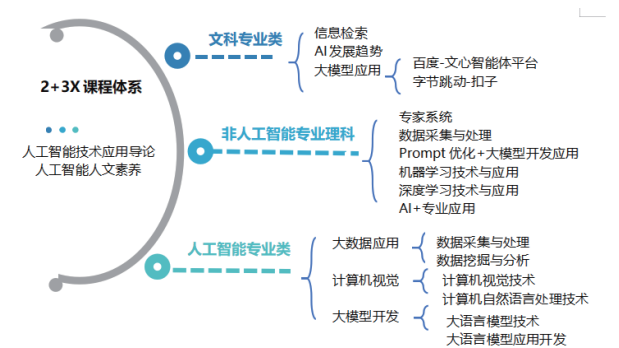 2+3X 课程体系
人工智能技术应用导论
人工智能人文素养
文科专业类
信息检索
AI 发展趋势
大模型应用
百度-文心智能体平台
字节跳动-扣子
非人工智能专业理科
专家系统
数据采集与处理
Prompt 优化+大模型开发应用
机器学习技术与应用
深度学习技术与应用
AI+专业应用
人工智能专业类
大数据应用
数据采集与处理
数据挖掘与分析
计算机视觉
计算机视觉技术
计算机自然语言处理技术
大模型开发
大语言模型技术
大语言模型应用开发